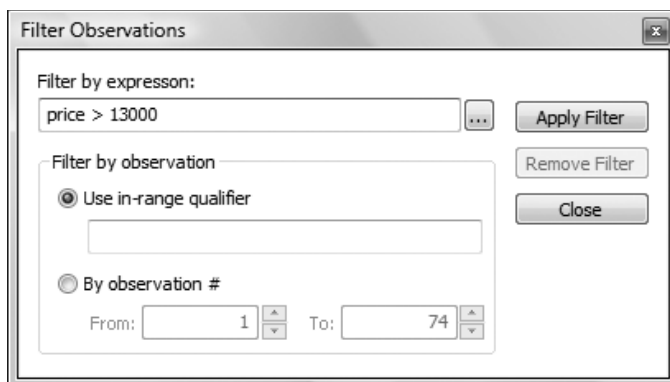 Filter Observations
x
Filter by expresson:
price > 13000
...
Apply Filter
Filter by observation
Remove Filter
Use in-range qualifier
Close
By observation #
From: 1 To: 74